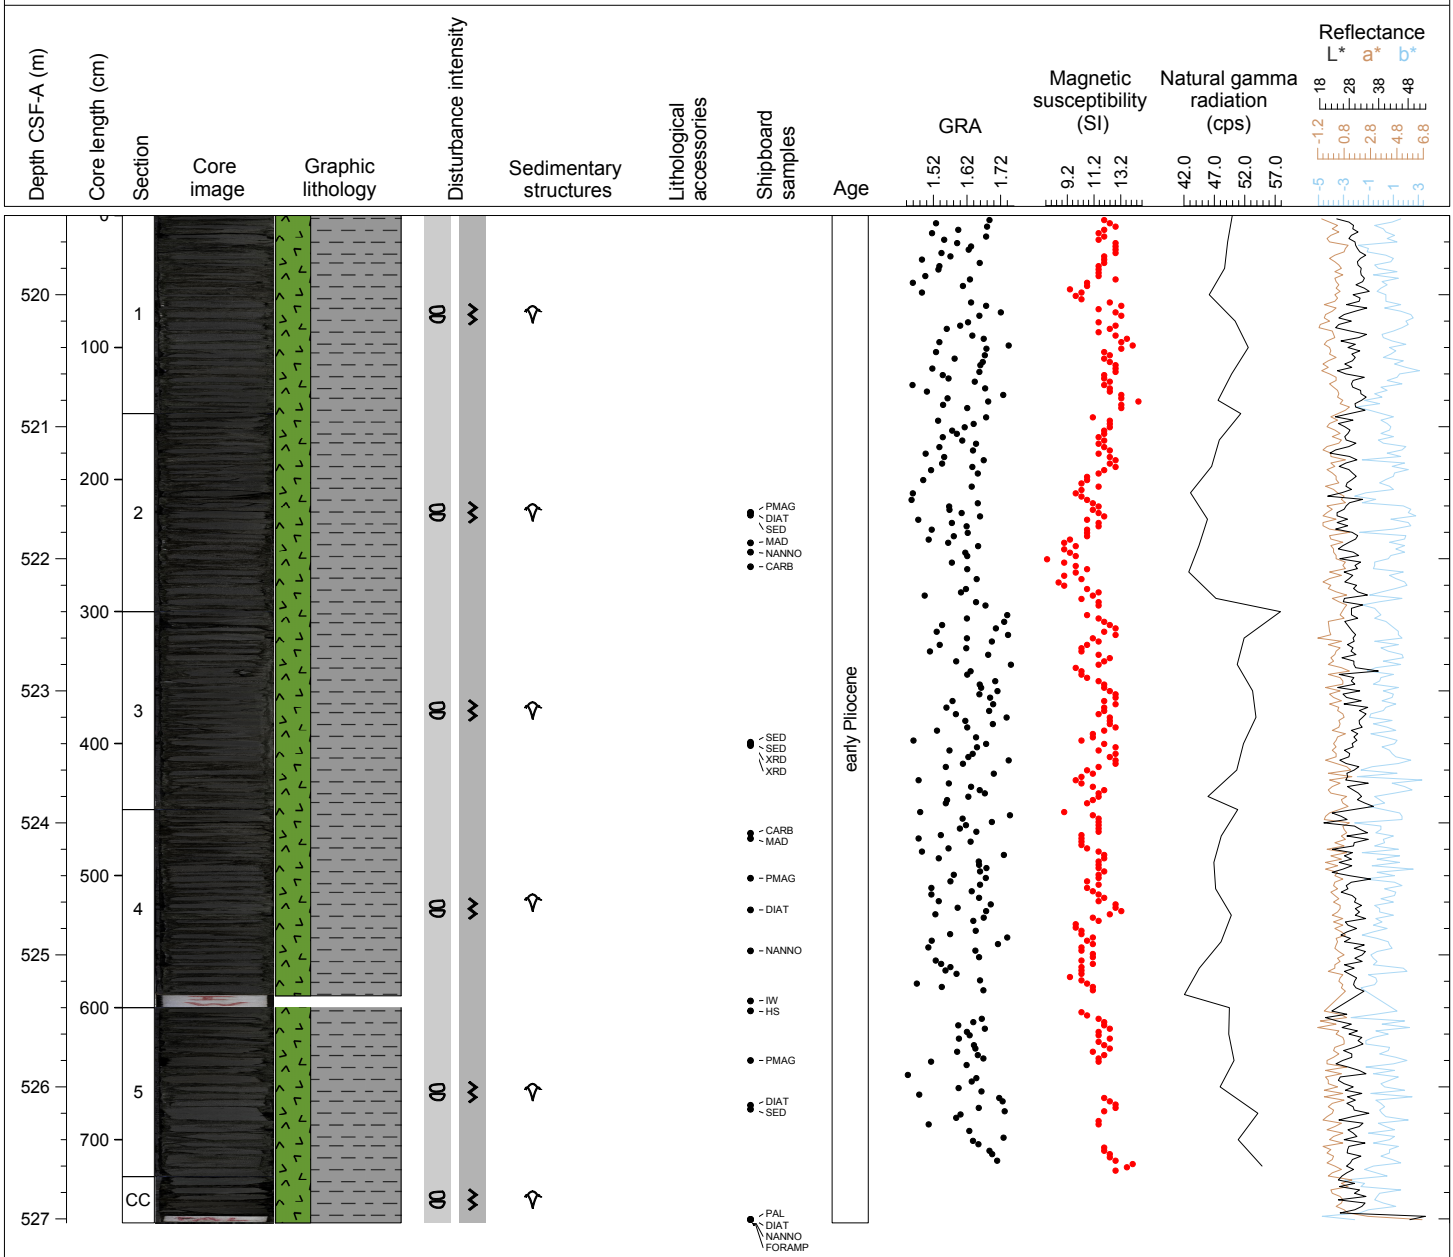 Depth CSF-A (m)
Core length (cm)
Section
Core
image
Graphic
lithology
Disturbance intensity
Sedimentary
structures
Lithological
accessories
Shipboard
samples
Age
GRA
1.52
1.62
1.72
Magnetic
susceptibility
(SI)
9.2
11.2
13.2
Natural gamma
radiation
(cps)
42.0
47.0
52.0
57.0
Reflectance
L* a* b*
18
28
38
48
-1.2
0.8
2.8
4.8
6.8
-5
-3
-1
1
3
0
520
1
100
521
200
2
PMAG
DIAT
SED
MAD
NANNO
CARB
522
300
523
3
400
SED
SED
XRD
XRD
early Pliocene
524
CARB
MAD
500
PMAG
4
DIAT
525
NANNO
600
IW
HS
PMAG
526
5
DIAT
SED
700
CC
527
PAL
DIAT
NANNO
FORAMP